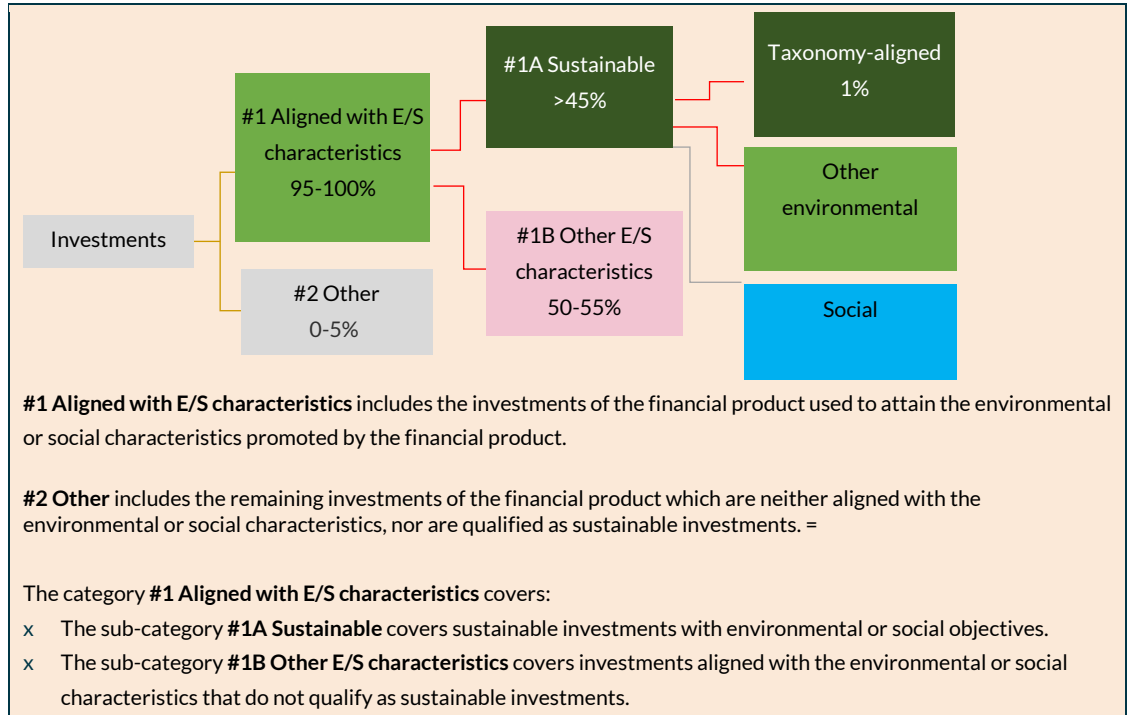 Investments
#1 Aligned with E/S
characteristics
95-100%
#2 Other
0-5%
#1A Sustainable
>45%
#1B Other E/S
characteristics
50-55%
Taxonomy-aligned
1%
Other
environmental
Social
#1 Aligned with E/S characteristics includes the investments of the financial product used to attain the environmental
or social characteristics promoted by the financial product.
#2 Other includes the remaining investments of the financial product which are neither aligned with the
environmental or social characteristics, nor are qualified as sustainable investments. =
The category #1 Aligned with E/S characteristics covers:
x The sub-category #1A Sustainable covers sustainable investments with environmental or social objectives.
x The sub-category #1B Other E/S characteristics covers investments aligned with the environmental or social
characteristics that do not qualify as sustainable investments.